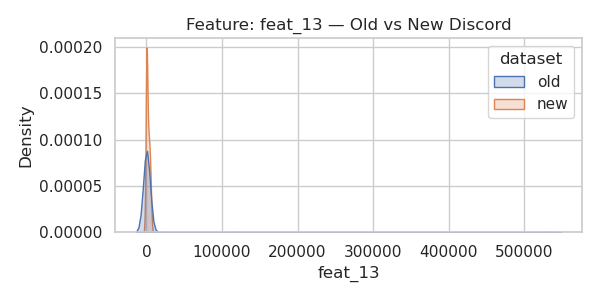 Feature: feat_13 — Old vs New Discord
dataset
old
new
Density
0.00020
0.00015
0.00010
0.00005
0.00000
0
100000
200000
300000
400000
500000
feat_13